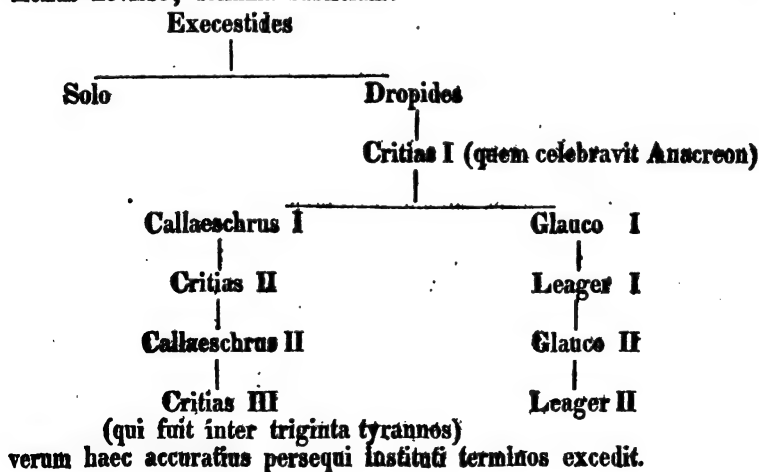 Execestides
Solo Dropides
Critias I (quem celebravit Anacreon)
Callaeschrus I Glauco I
Critias II Leager I
Callaeschrus II Glauco II
Critias III Leager II
(qui fuit inter triginta tyrannos)
verum haec accuratius persequi instituti terminos excedit.